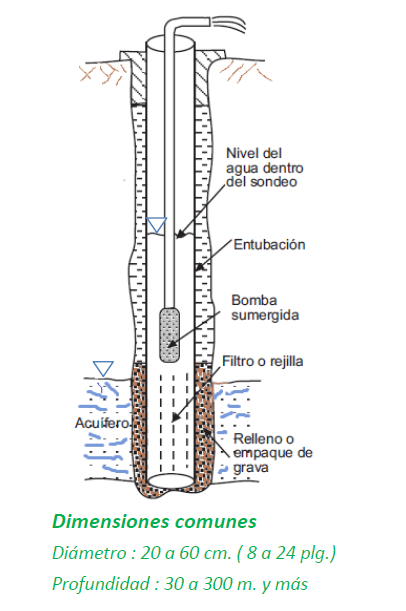 Nivel del
agua dentro
del sondeo
Entubación
Bomba
sumergida
Filtro o rejilla
Acuífero
Relleno o
empaque de
grava
Dimensiones comunes
Diámetro : 20 a 60 cm. ( 8 a 24 plg.)
Profundidad : 30 a 300 m. y más